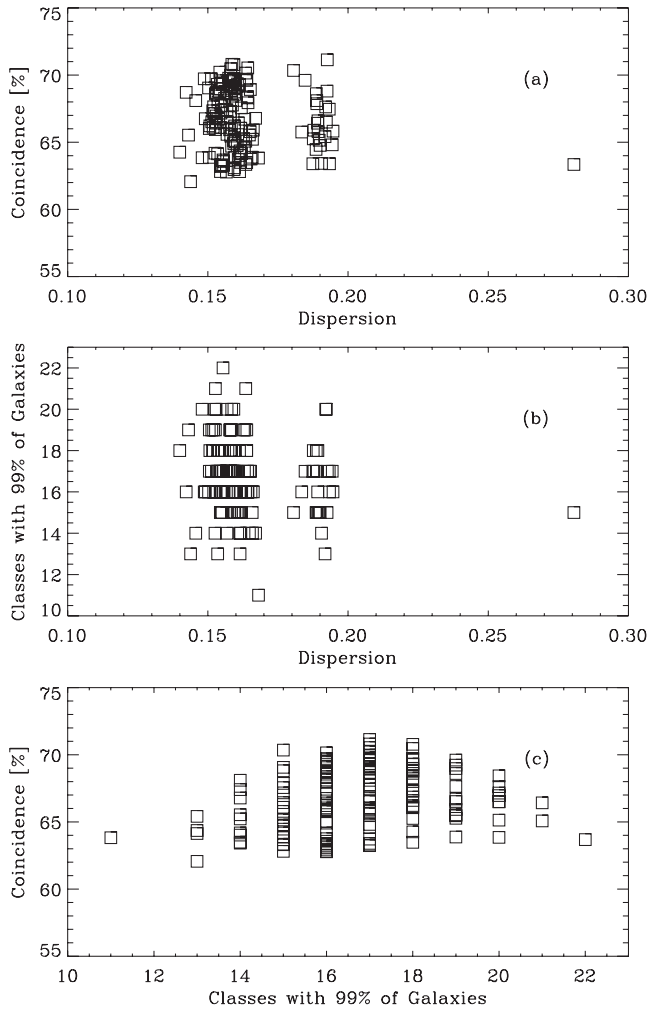 75
70
65
60
55
Coincidence [%]
(a)
0.10 0.15 0.20 0.25 0.30
Dispersion
22
20
18
16
14
12
10
Classes with 99% of Galaxies
(b)
0.10 0.15 0.20 0.25 0.30
Dispersion
75
70
65
60
55
Coincidence [%]
(c)
10 12 14 16 18 20 22
Classes with 99% of Galaxies